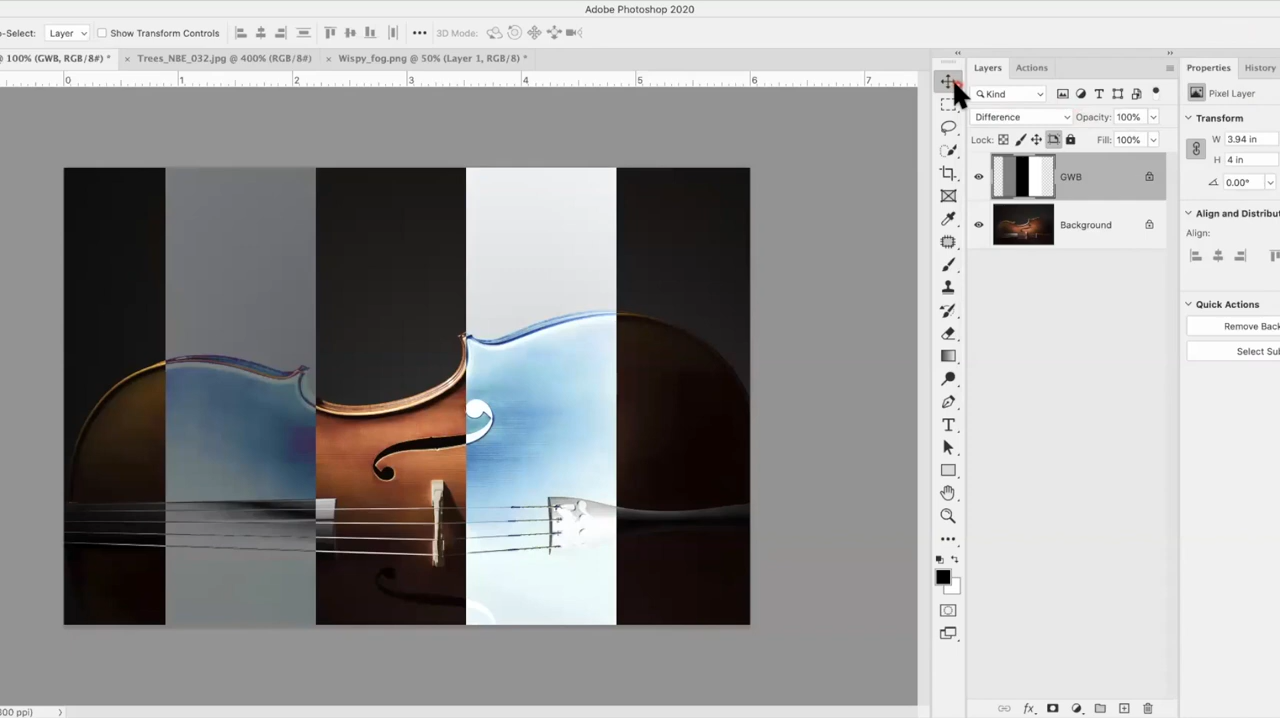 Adobe Photoshop 2020
-Select: Layer Show Transform Controls 3D Mode:
@ 100% (GWB, RGB/8#) * × Trees_NBE_032.jpg @ 400% (RGB/8#) × Wispy_fog.png @ 50% (Layer 1, RGB/8) *
0 1 2 3 4 5 6 7
Layers Actions
Kind
Difference Opacity: 100%
Lock: Fill: 100%
GWB
Background
Properties History
Pixel Layer
Transform
W 3.94 in
H 4 in
0.00°
Align and Distribu
Align:
Quick Actions
Remove Back
Select Sub
300 ppi)